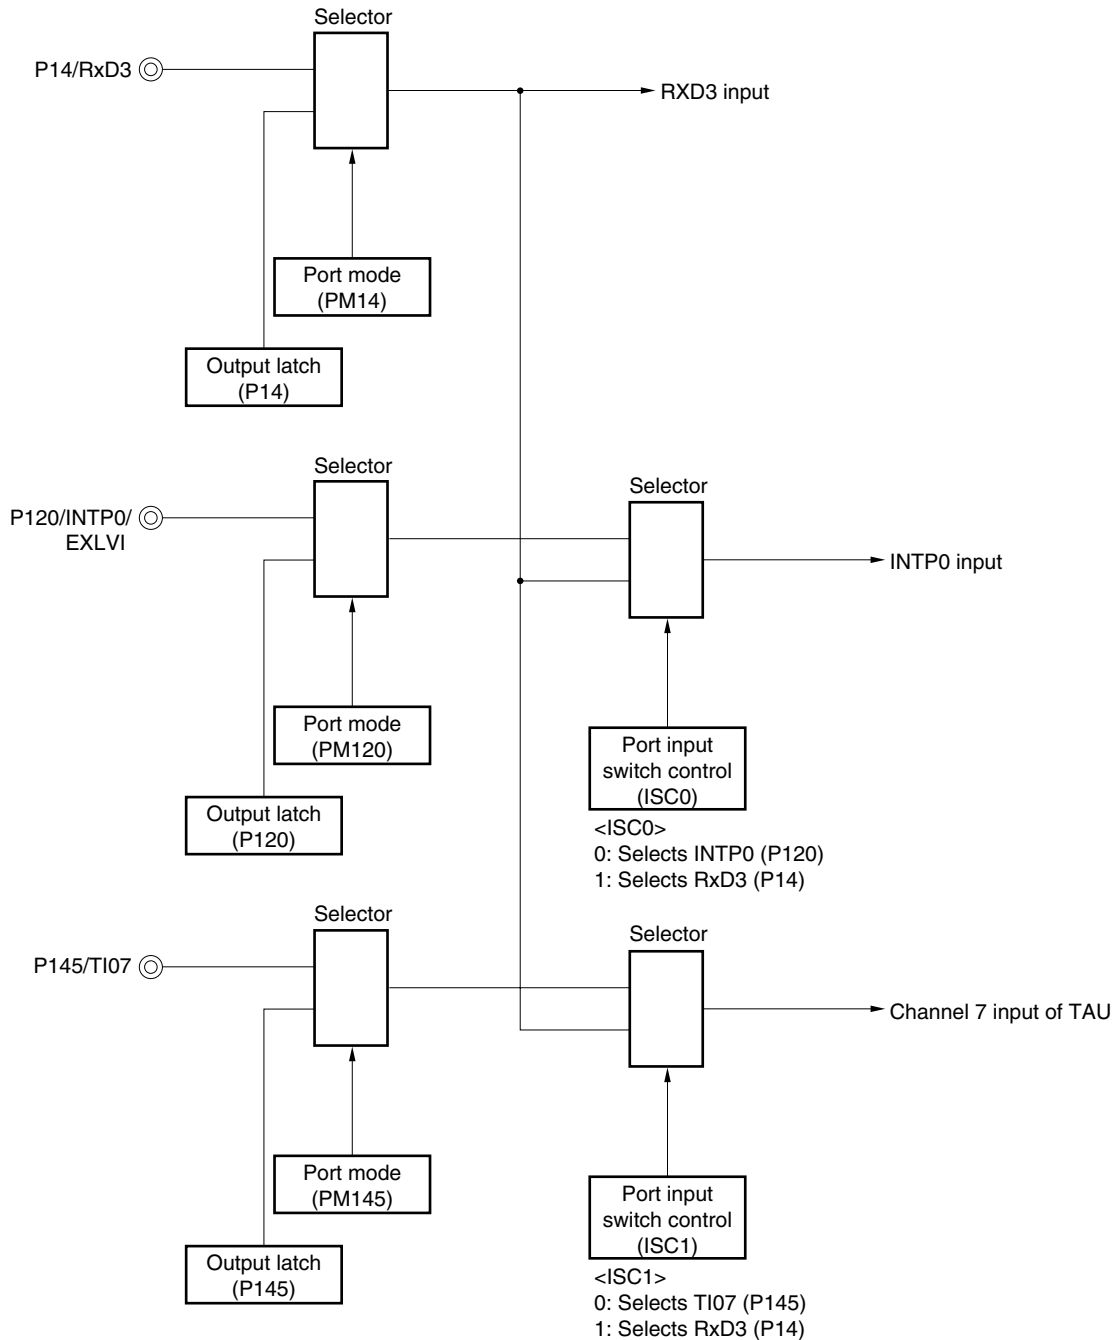 Selector
P14/RxD3
RXD3 input
Port mode
(PM14)
Output latch
(P14)
Selector
Selector
P120/INTP0/
EXLVI
INTP0 input
Port mode
(PM120)
Port input
switch control
(ISC0)
Output latch
(P120)
<ISC0>
0: Selects INTP0 (P120)
1: Selects RxD3 (P14)
Selector
Selector
P145/TI07
Channel 7 input of TAU
Port mode
(PM145)
Port input
switch control
(ISC1)
Output latch
(P145)
<ISC1>
0: Selects TI07 (P145)
1: Selects RxD3 (P14)